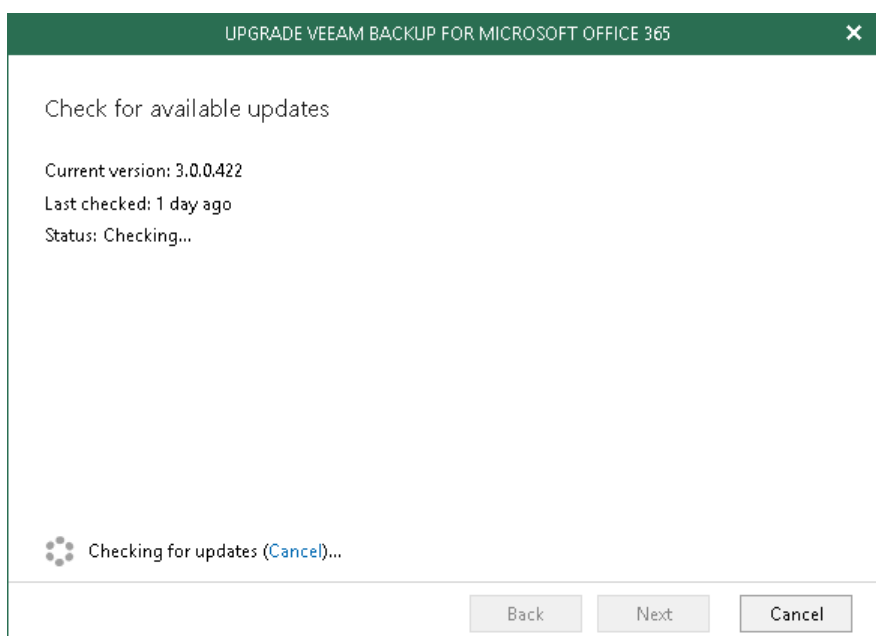 UPGRADE VEEAM BACKUP FOR MICROSOFT OFFICE 365
Check for available updates
Current version: 3.0.0.422
Last checked: 1 day ago
Status: Checking...
Checking for updates (Cancel)...
Back Next Cancel